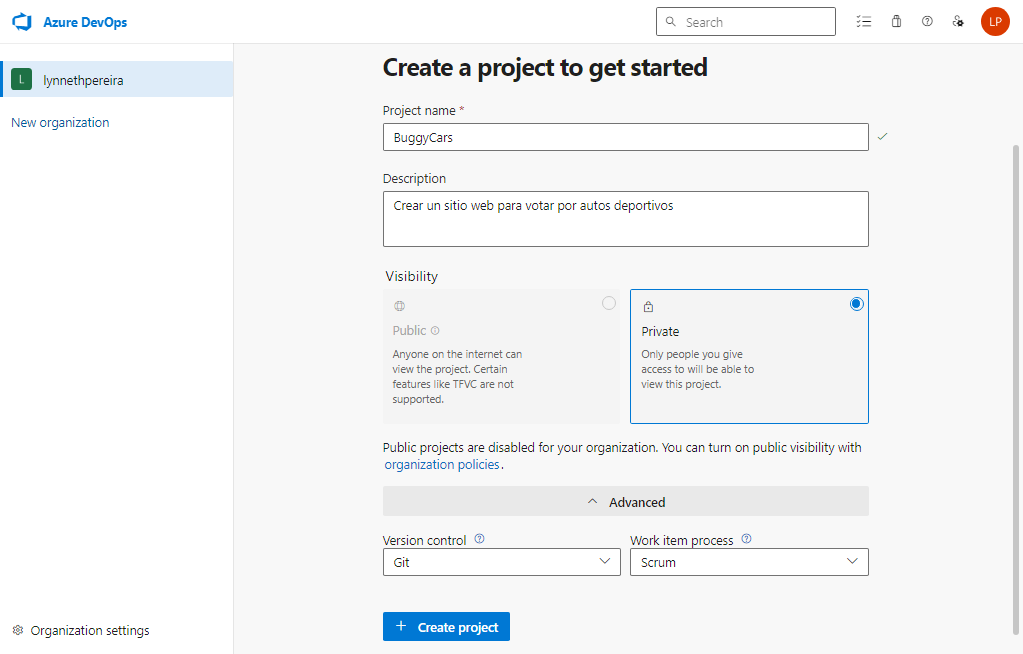 Azure DevOps
Search
LP
L
lynnethpereira
New organization
Create a project to get started
Project name *
BuggyCars
Description
Crear un sitio web para votar por autos deportivos
Visibility
Public
Anyone on the internet can
view the project. Certain
features like TFVC are not
supported.
Private
Only people you give
access to will be able to
view this project.
Public projects are disabled for your organization. You can turn on public visibility with
organization policies.
Advanced
Version control
Git
Work item process
Scrum
+ Create project
Organization settings